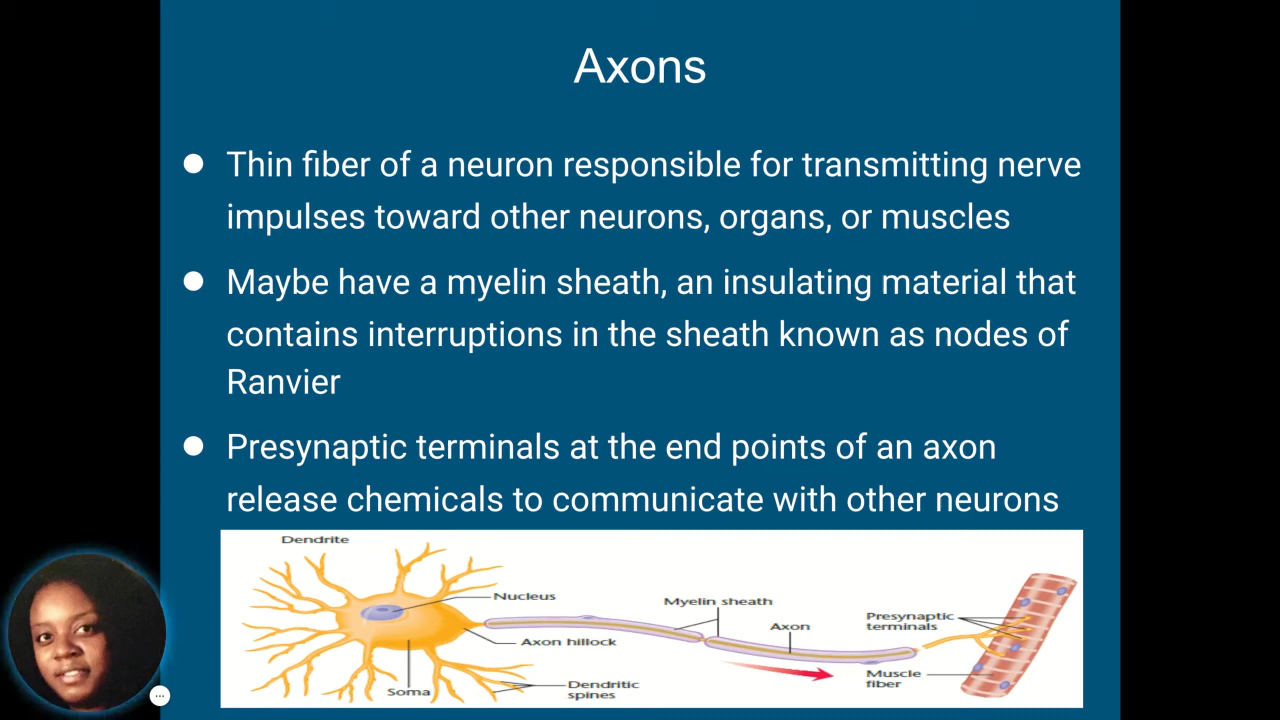 Axons
Thin fiber of a neuron responsible for transmitting nerve
impulses toward other neurons, organs, or muscles
Maybe have a myelin sheath, an insulating material that
contains interruptions in the sheath known as nodes of
Ranvier
Presynaptic terminals at the end points of an axon
release chemicals to communicate with other neurons
Dendrite
Nucleus
Myelin sheath
Presynaptic
terminals
Axon
Axon hillock
Muscle
fiber
Soma
Dendritic
spines